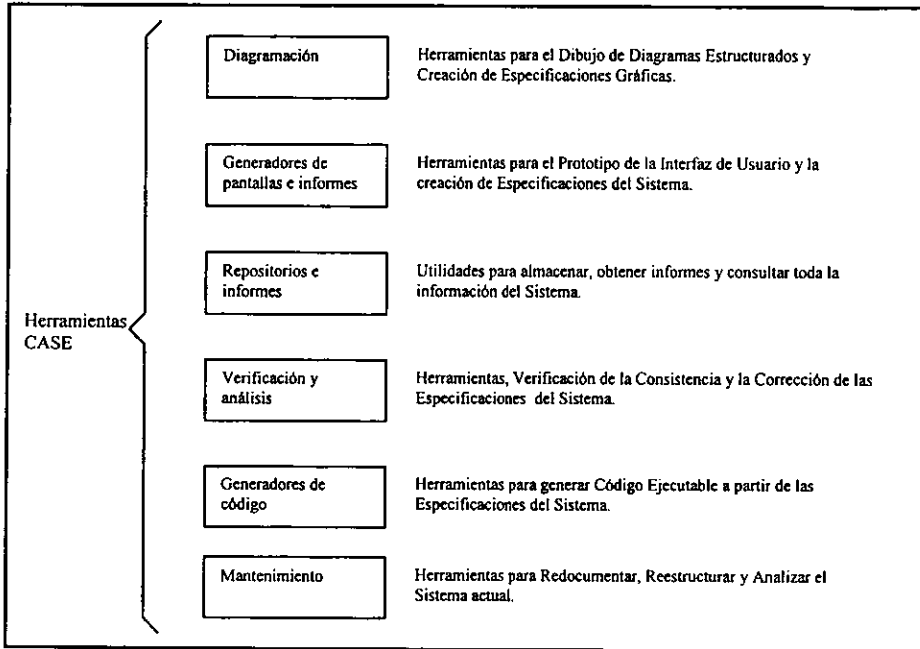 Diagramación
Herramientas para el Dibujo de Diagramas Estructurados y
Creación de Especificaciones Gráficas.
Generadores de
pantallas e informes
Herramientas para el Prototipo de la Interfaz de Usuario y la
creación de Especificaciones del Sistema.
Repositorios e
informes
Utilidades para almacenar, obtener informes y consultar toda la
información del Sistema.
Herramientas
CASE
Verificación y
análisis
Herramientas, Verificación de la Consistencia y la Corrección de las
Especificaciones del Sistema.
Generadores de
código
Herramientas para generar Código Ejecutable a partir de las
Especificaciones del Sistema.
Mantenimiento
Herramientas para Redocumentar, Reestructurar y Analizar el
Sistema actual.